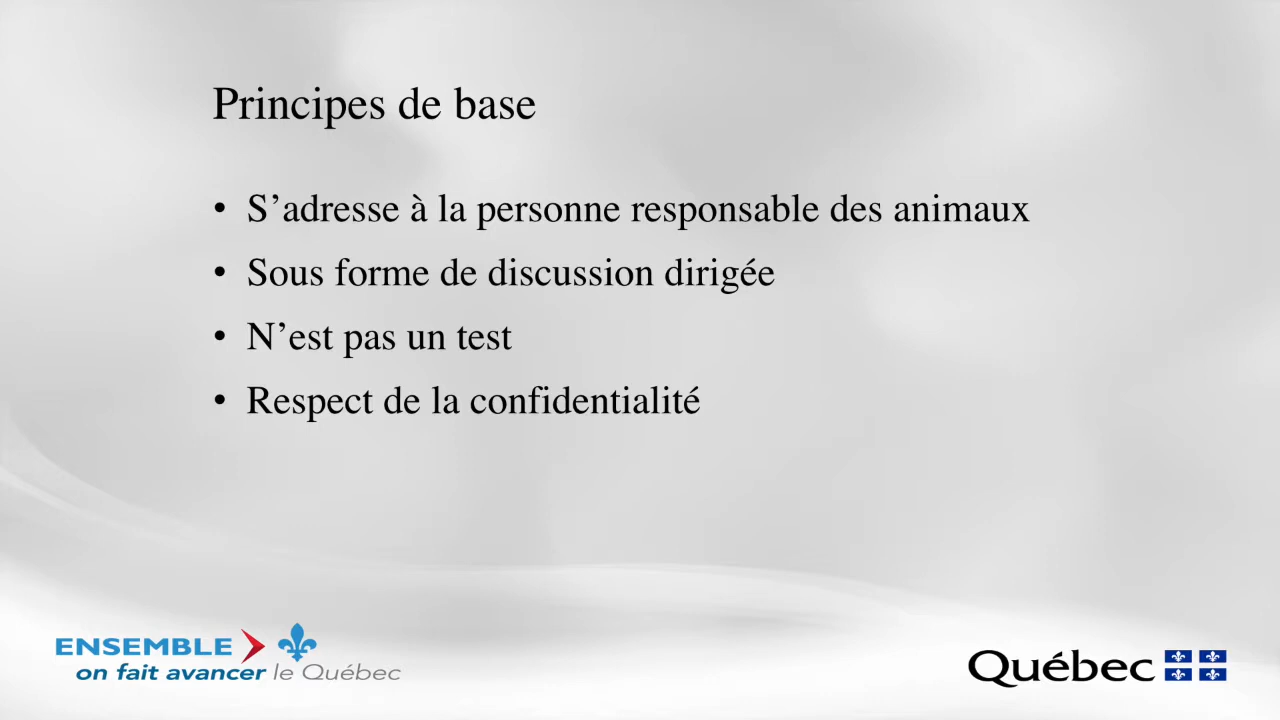 Principes de base
• S’adresse à la personne responsable des animaux
• Sous forme de discussion dirigée
• N’est pas un test
• Respect de la confidentialité
ENSEMBLE
on fait avancer le Québec
Québec